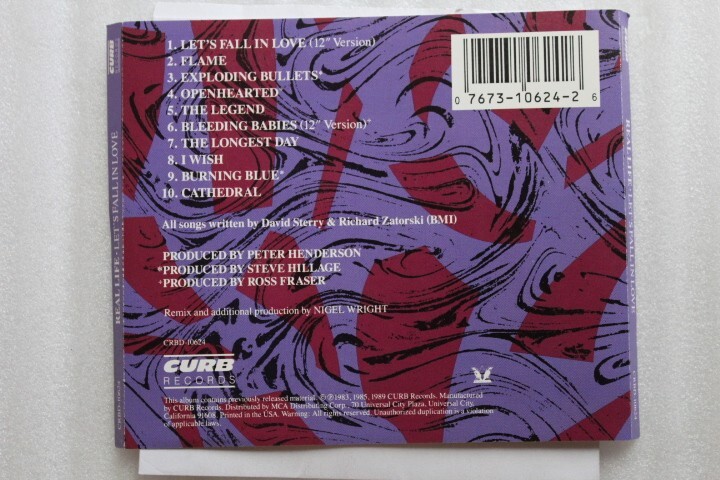 1. LET'S FALL IN LOVE (12" Version)
2. FLAME
3. EXPLODING BULLETS*
4. OPENHEARTED
5. THE LEGEND
6. BLEEDING BABIES (12" Version)+
7. THE LONGEST DAY
8. I WISH
9. BURNING BLUE*
10. CATHEDRAL
All songs written by David Sterry & Richard Zatorski (BMI)
PRODUCED BY PETER HENDERSON
*PRODUCED BY STEVE HILLAGE
+PRODUCED BY ROSS FRASER
Remix and additional production by NIGEL WRIGHT
CRBD-10624
CURB
RECORDS
This album contains previously released material. ©℗1983, 1985, 1989 CURB Records. Manufactured
by CURB Records. Distributed by MCA Distributing Corp., 70 Universal City Plaza, Universal City,
California 91608. Printed in the USA. Warning: All rights reserved. Unauthorized duplication is a violation
of applicable laws.
0 7673-10624-2 6
CURB
REAL LIFE · LET'S FALL IN LOVE
CRBD-10624
REAL LIFE · LET'S FALL IN LOVE
CRBD-10624